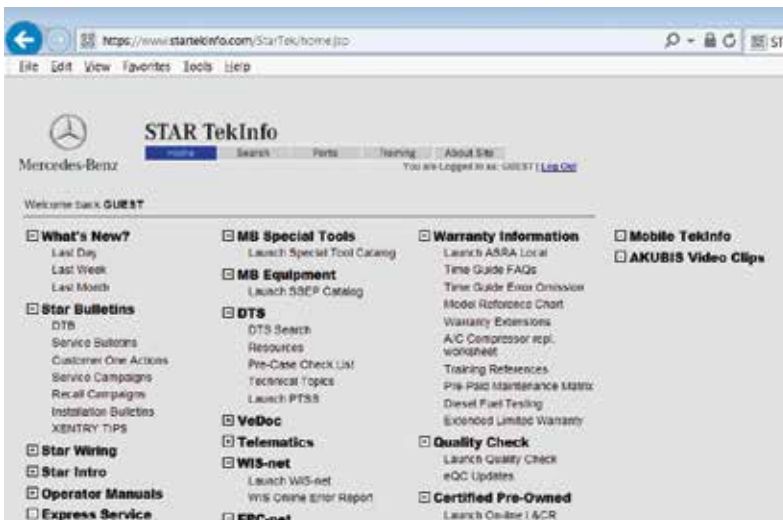 https://www.startekinfo.com/StarTek/home.jsp
ST
File Edit View Favorites Tools Help
Mercedes-Benz
STAR TekInfo
Home Search Parts Training About Site
You are Logged in as: GUEST | Log Out
Welcome back GUEST
What's New?
Last Day
Last Week
Last Month
Star Bulletins
DTB
Service Bulletins
Customer One Actions
Service Campaigns
Recall Campaigns
Installation Bulletins
XENTRY TIPS
Star Wiring
Star Intro
Operator Manuals
Express Service
MB Special Tools
Launch Special Tool Catalog
MB Equipment
Launch SSEP Catalog
DTS
DTS Search
Resources
Pre-Case Check List
Technical Topics
Launch PTSS
VeDoc
Telematics
WIS-net
Launch WIS-net
WIS Online Error Report
EPC-net
Warranty Information
Launch ASRA Local
Time Guide FAQs
Time Guide Error Omission
Model Reference Chart
Warranty Extensions
A/C Compressor repl.
worksheet
Training References
Pre-Paid Maintenance Matrix
Diesel Fuel Testing
Extended Limited Warranty
Quality Check
Launch Quality Check
eQC Updates
Certified Pre-Owned
Launch On-line I &CR
Mobile TekInfo
AKUBIS Video Clips